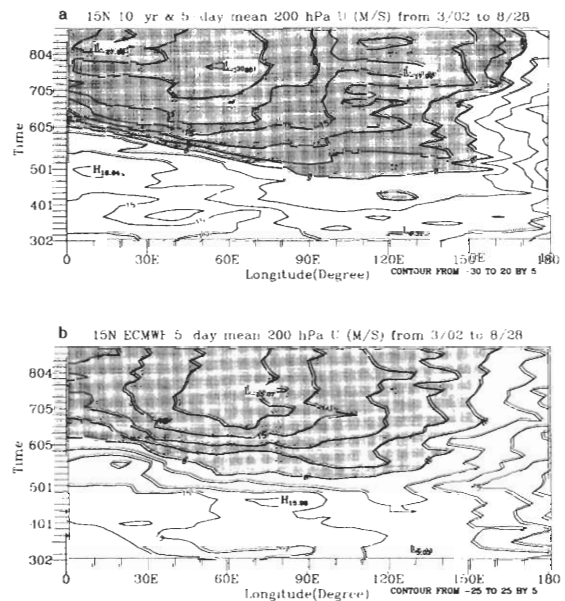 a 15N 10 yr & 5 day mean 200 hPa U (M/S) from 3/02 to 8/28
804
705
605
501
401
302
Time
H
0 30E 60E 90E 120E 150E 180
Longitude(Degree)
CONTOUR FROM -30 TO 20 BY 5
b 15N ECMWF 5 day mean 200 hPa U (M/S) from 3/02 to 8/28
804
705
605
501
401
302
Time
H
0 30E 60E 90E 120E 150E 180
Longitude(Degree)
CONTOUR FROM -25 TO 25 BY 5